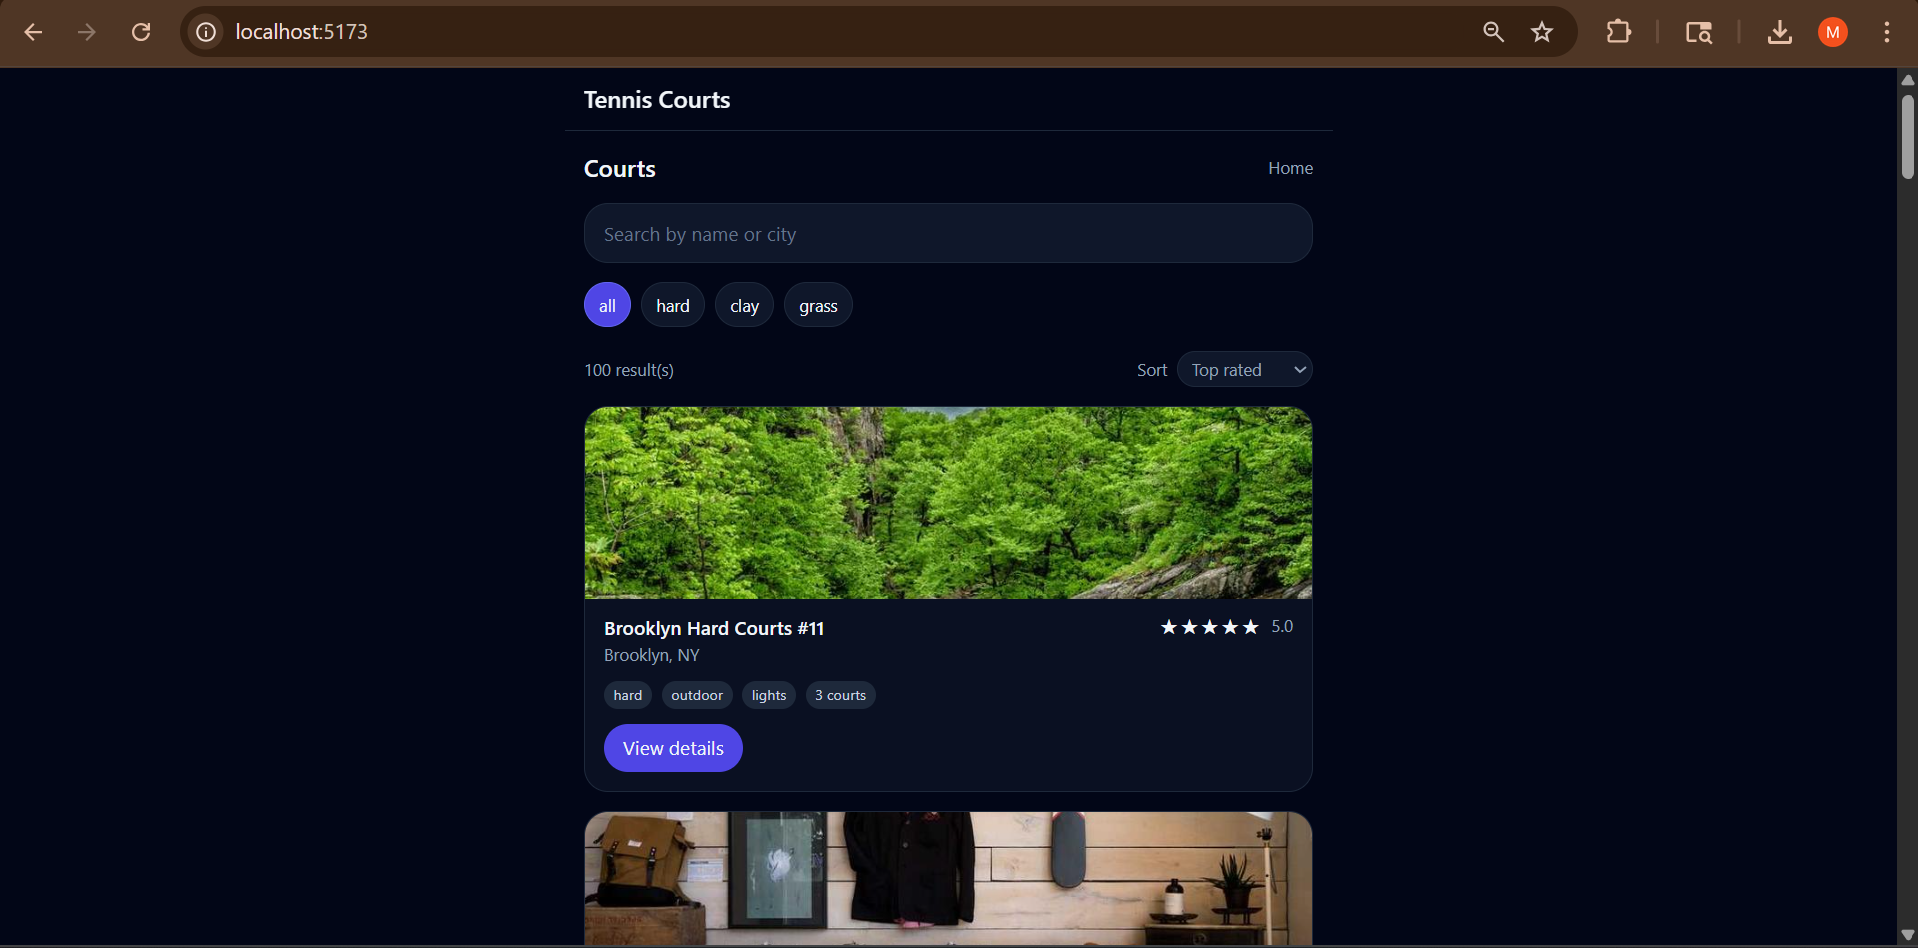 localhost:5173
M
Tennis Courts
Courts
Home
Search by name or city
all
hard
clay
grass
100 result(s)
Sort
Top rated
Brooklyn Hard Courts #11
★★★★★ 5.0
Brooklyn, NY
hard
outdoor
lights
3 courts
View details